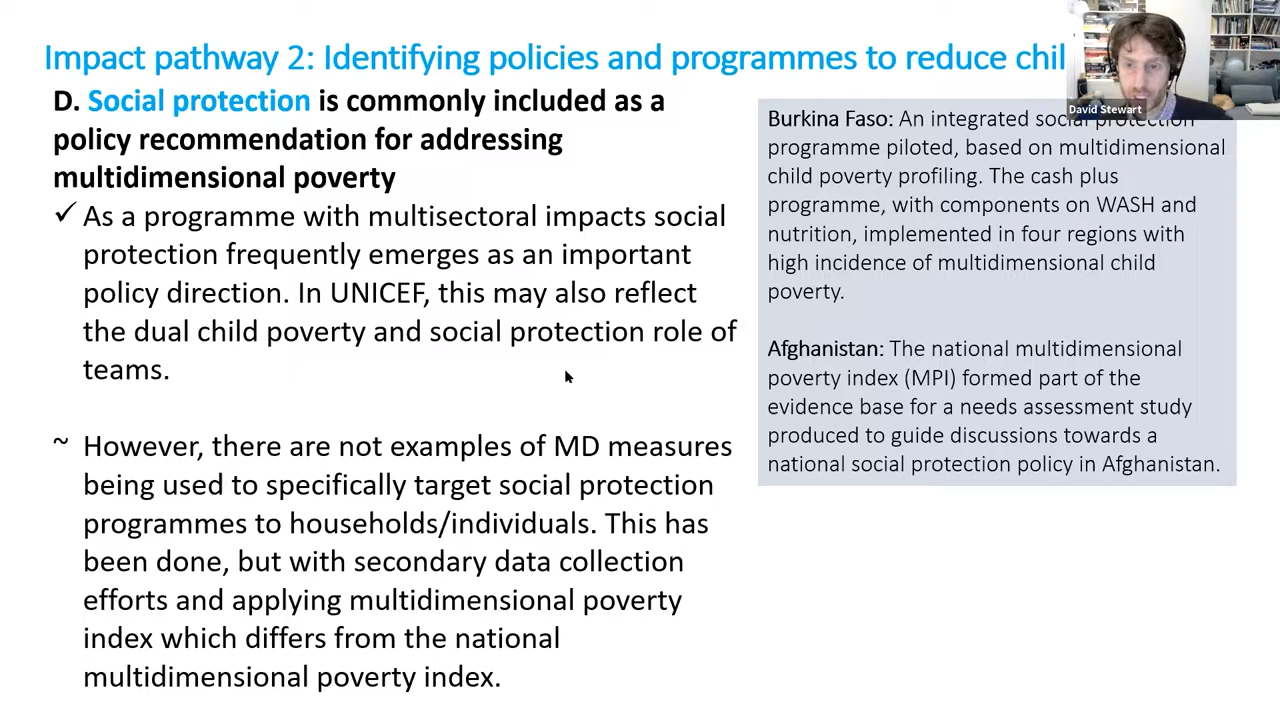 Impact pathway 2: Identifying policies and programmes to reduce chil
D. Social protection is commonly included as a
policy recommendation for addressing
multidimensional poverty
✓ As a programme with multisectoral impacts social
protection frequently emerges as an important
policy direction. In UNICEF, this may also reflect
the dual child poverty and social protection role of
teams.
~ However, there are not examples of MD measures
being used to specifically target social protection
programmes to households/individuals. This has
been done, but with secondary data collection
efforts and applying multidimensional poverty
index which differs from the national
multidimensional poverty index.
David Stewart
Burkina Faso: An integrated social protection
programme piloted, based on multidimensional
child poverty profiling. The cash plus
programme, with components on WASH and
nutrition, implemented in four regions with
high incidence of multidimensional child
poverty.
Afghanistan: The national multidimensional
poverty index (MPI) formed part of the
evidence base for a needs assessment study
produced to guide discussions towards a
national social protection policy in Afghanistan.